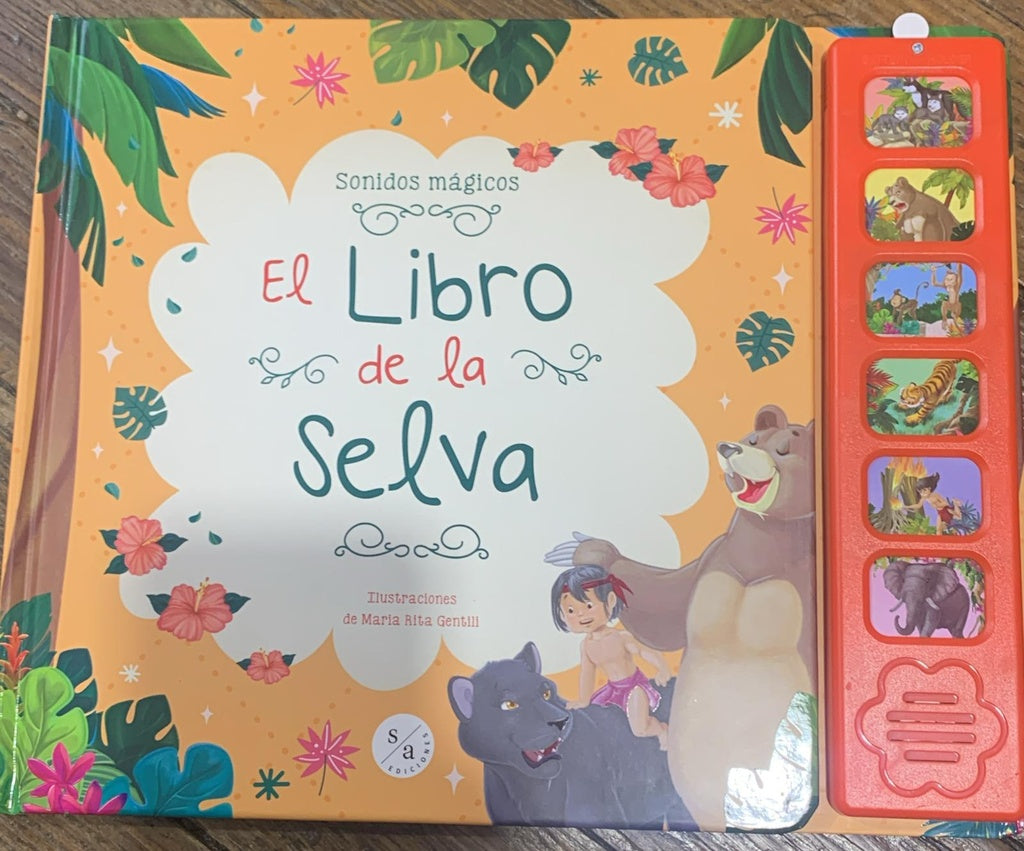 Sonidos mágicos
El Libro
de la
Selva
Ilustraciones
de Maria Rita Gentili
s/a
EDICIONES